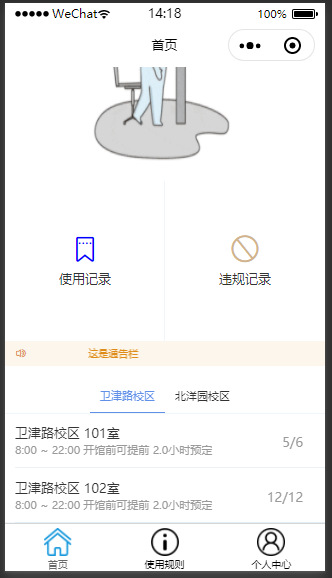 WeChat 14:18 100%
首页
使用记录 违规记录
这是通告栏
卫津路校区 北洋园校区
卫津路校区 101室
5/6
8:00 ~ 22:00 开馆前可提前 2.0小时预定
卫津路校区 102室
12/12
8:00 ~ 22:00 开馆前可提前 2.0小时预定
首页 使用规则 个人中心